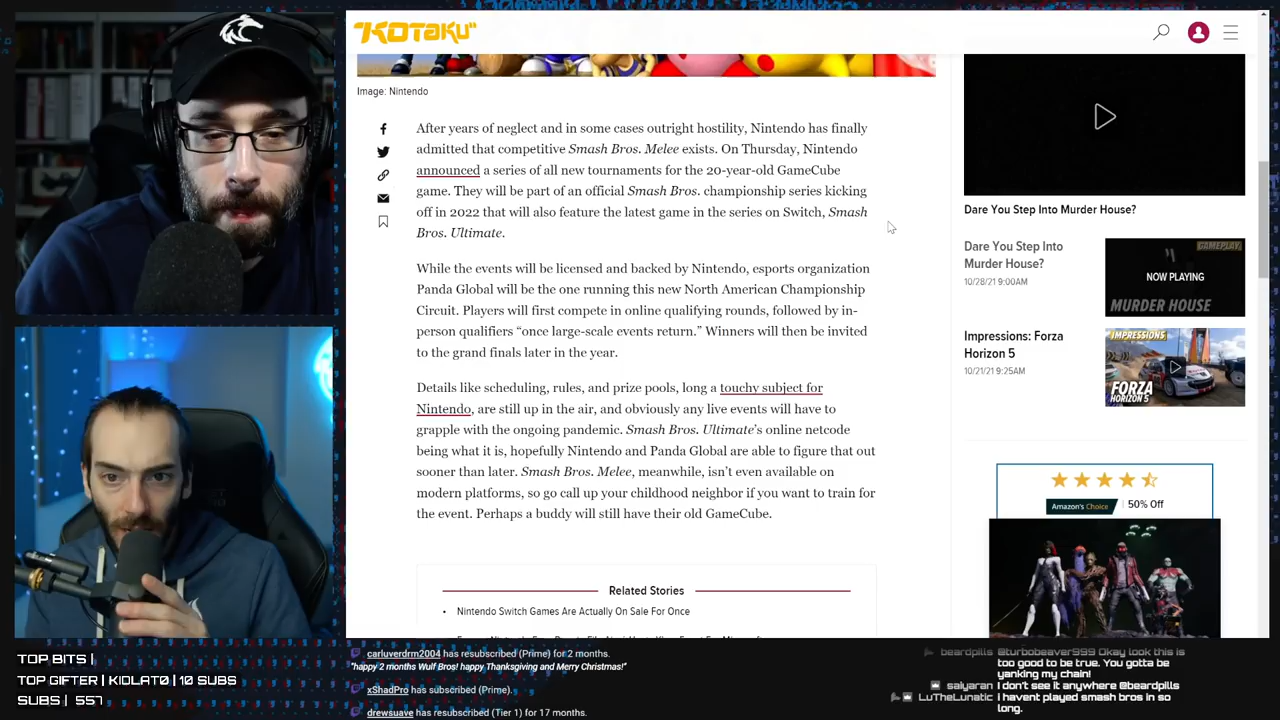 KOTAKU
Image: Nintendo
After years of neglect and in some cases outright hostility, Nintendo has finally
admitted that competitive Smash Bros. Melee exists. On Thursday, Nintendo
announced a series of all new tournaments for the 20-year-old GameCube
game. They will be part of an official Smash Bros. championship series kicking
off in 2022 that will also feature the latest game in the series on Switch, Smash
Bros. Ultimate.
While the events will be licensed and backed by Nintendo, esports organization
Panda Global will be the one running this new North American Championship
Circuit. Players will first compete in online qualifying rounds, followed by in-
person qualifiers “once large-scale events return.” Winners will then be invited
to the grand finals later in the year.
Details like scheduling, rules, and prize pools, long a touchy subject for
Nintendo, are still up in the air, and obviously any live events will have to
grapple with the ongoing pandemic. Smash Bros. Ultimate’s online netcode
being what it is, hopefully Nintendo and Panda Global are able to figure that out
sooner than later. Smash Bros. Melee, meanwhile, isn’t even available on
modern platforms, so go call up your childhood neighbor if you want to train for
the event. Perhaps a buddy will still have their old GameCube.
Related Stories
• Nintendo Switch Games Are Actually On Sale For Once
Dare You Step Into Murder House?
Dare You Step Into
Murder House?
10/28/21 9:00AM
GAMEPLAY
NOW PLAYING
MURDER HOUSE
Impressions: Forza
Horizon 5
10/21/21 9:25AM
IMPRESSIONS
FORZA
HORIZON 5
Amazon's Choice | 50% Off
TOP BITS |
TOP GIFTER | KIDLAT0 | 10 SUBS
SUBS | 557
carluverdrm2004 has resubscribed (Prime) for 2 months.
"happy 2 months Wulf Bros! happy Thanksgiving and Merry Christmas!"
xShadPro has subscribed (Prime).
drewsuave has resubscribed (Tier 1) for 17 months.
beardpills @turbobeaver999 Okay look this is
too good to be true. You gotta be
yanking my chain!
salyaran I don't see it anywhere @beardpills
LuTheLunatic i havent played smash bros in so
long.